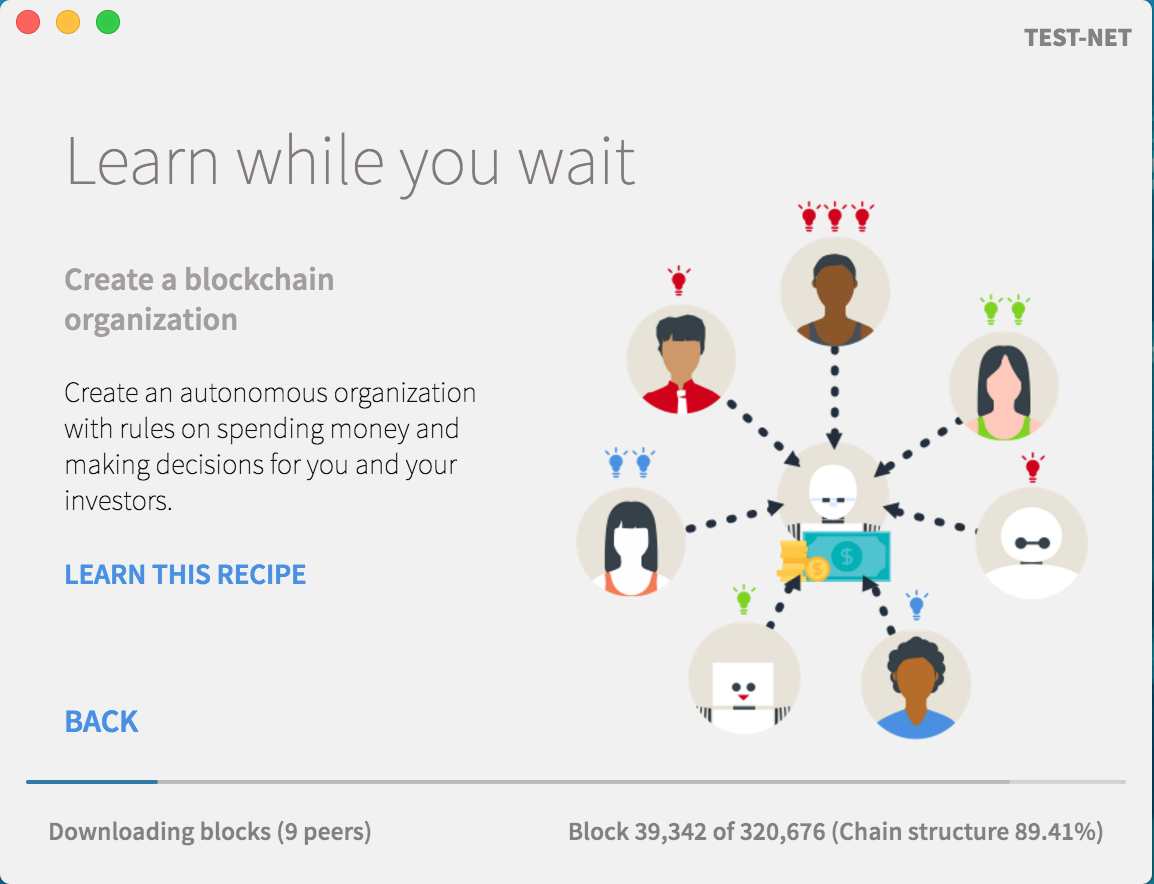 TEST-NET
Learn while you wait
Create a blockchain
organization
Create an autonomous organization
with rules on spending money and
making decisions for you and your
investors.
LEARN THIS RECIPE
$
$
BACK
Downloading blocks (9 peers)
Block 39,342 of 320,676 (Chain structure 89.41%)